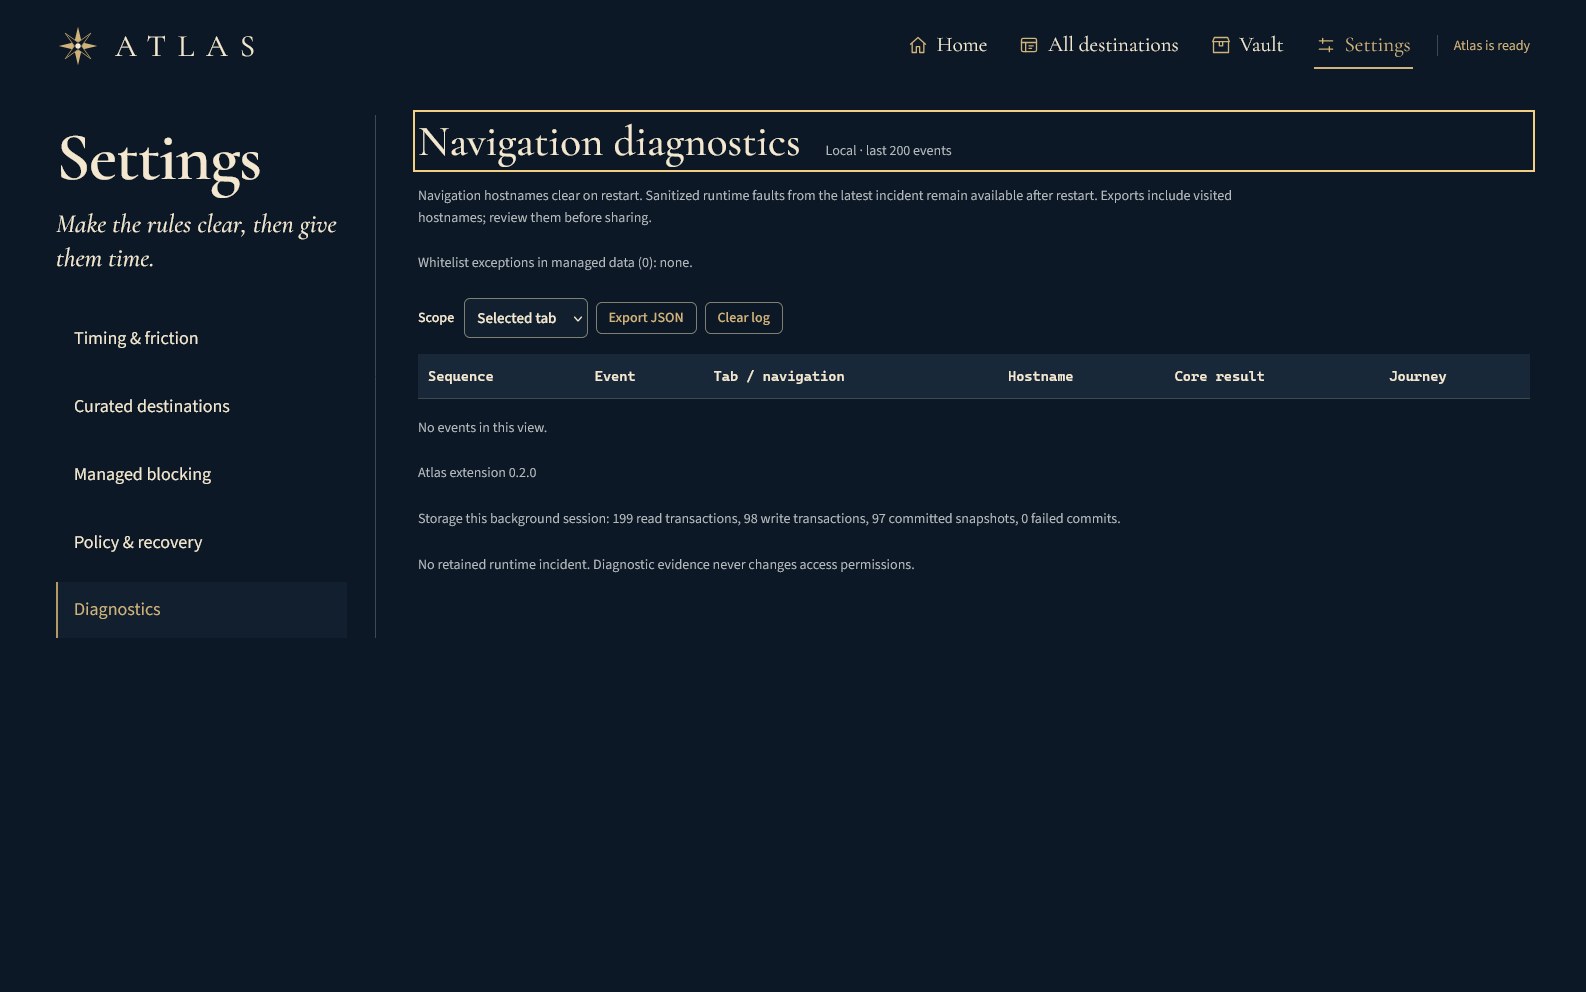 ATLAS
Home
All destinations
Vault
Settings
Atlas is ready
Settings
Make the rules clear, then give
them time.
Timing & friction
Curated destinations
Managed blocking
Policy & recovery
Diagnostics
Navigation diagnostics Local · last 200 events
Navigation hostnames clear on restart. Sanitized runtime faults from the latest incident remain available after restart. Exports include visited
hostnames; review them before sharing.
Whitelist exceptions in managed data (0): none.
Scope Selected tab Export JSON Clear log
Sequence Event Tab / navigation Hostname Core result Journey
No events in this view.
Atlas extension 0.2.0
Storage this background session: 199 read transactions, 98 write transactions, 97 committed snapshots, 0 failed commits.
No retained runtime incident. Diagnostic evidence never changes access permissions.